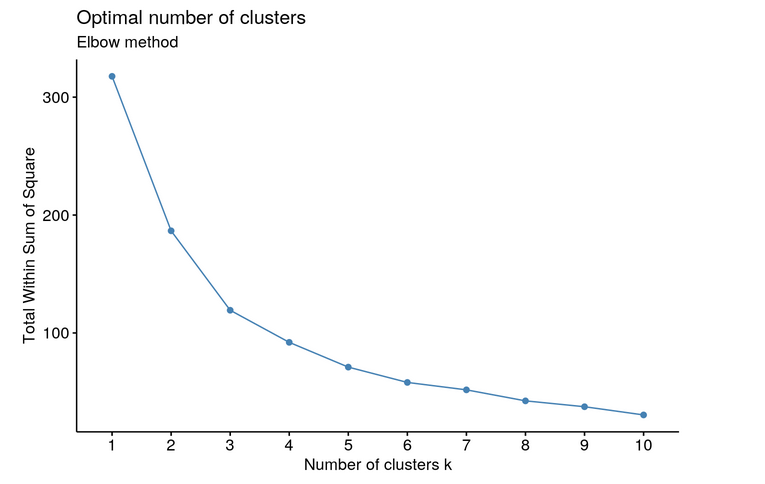 Optimal number of clusters
Elbow method
Total Within Sum of Square
300
200
100
1 2 3 4 5 6 7 8 9 10
Number of clusters k